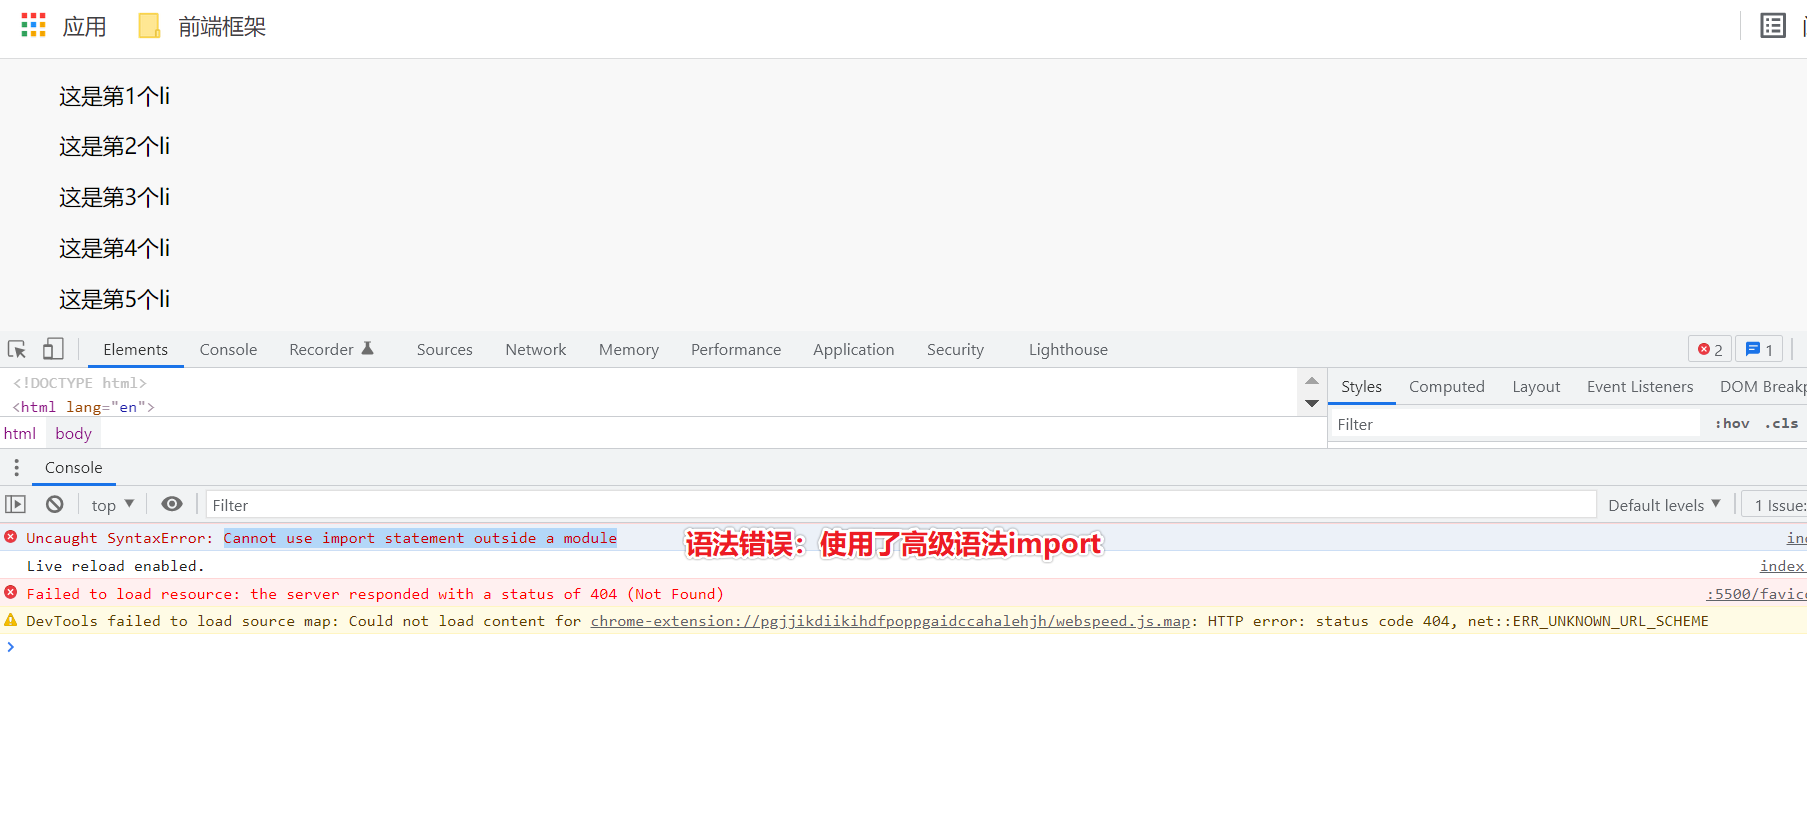 应用 前端框架
这是第1个li
这是第2个li
这是第3个li
这是第4个li
这是第5个li
Elements Console Recorder Sources Network Memory Performance Application Security Lighthouse 2 1
<!DOCTYPE html>
<html lang="en">
html body
Styles Computed Layout Event Listeners DOM Breakp
Filter :hov .cls
Console
top Filter Default levels 1 Issue:
Uncaught SyntaxError: Cannot use import statement outside a module 语法错误：使用了高级语法import
Live reload enabled. index
Failed to load resource: the server responded with a status of 404 (Not Found) :5500/favic
DevTools failed to load source map: Could not load content for chrome-extension://pgjjikdiikihdfpoppgaidccahalehjh/webspeed.js.map: HTTP error: status code 404, net::ERR_UNKNOWN_URL_SCHEME